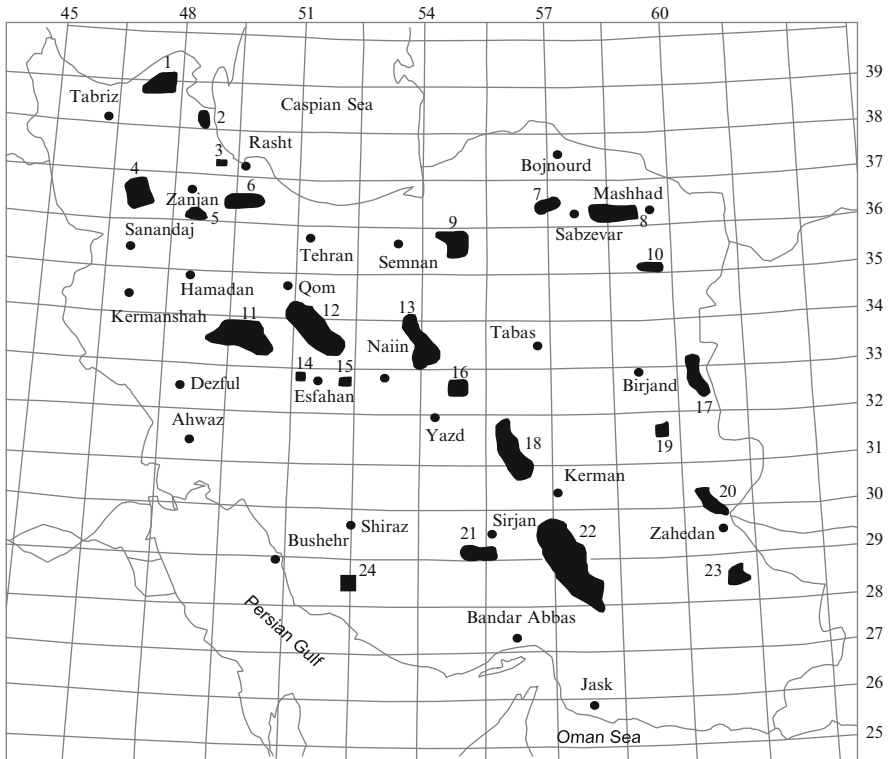 45 48 51 54 57 60
1
39
Tabriz
Caspian Sea
2
38
Rasht
3
37
Bojnourd
4
6
Zanjan
7
Mashhad
36
5
8
Sanandaj
9
Sabzevar
Tehran
Semnan
10
35
Hamadan
Qom
34
Kermanshah
11
12
13
Tabas
Naiin
33
14
15
16
Dezful
Esfahan
Birjand
17
32
Ahwaz
Yazd
19
18
31
Kerman
30
20
Shiraz
Sirjan
Bushehr
21
22
Zahedan
29
24
23
28
Persian Gulf
Bandar Abbas
27
Jask
26
Oman Sea
25